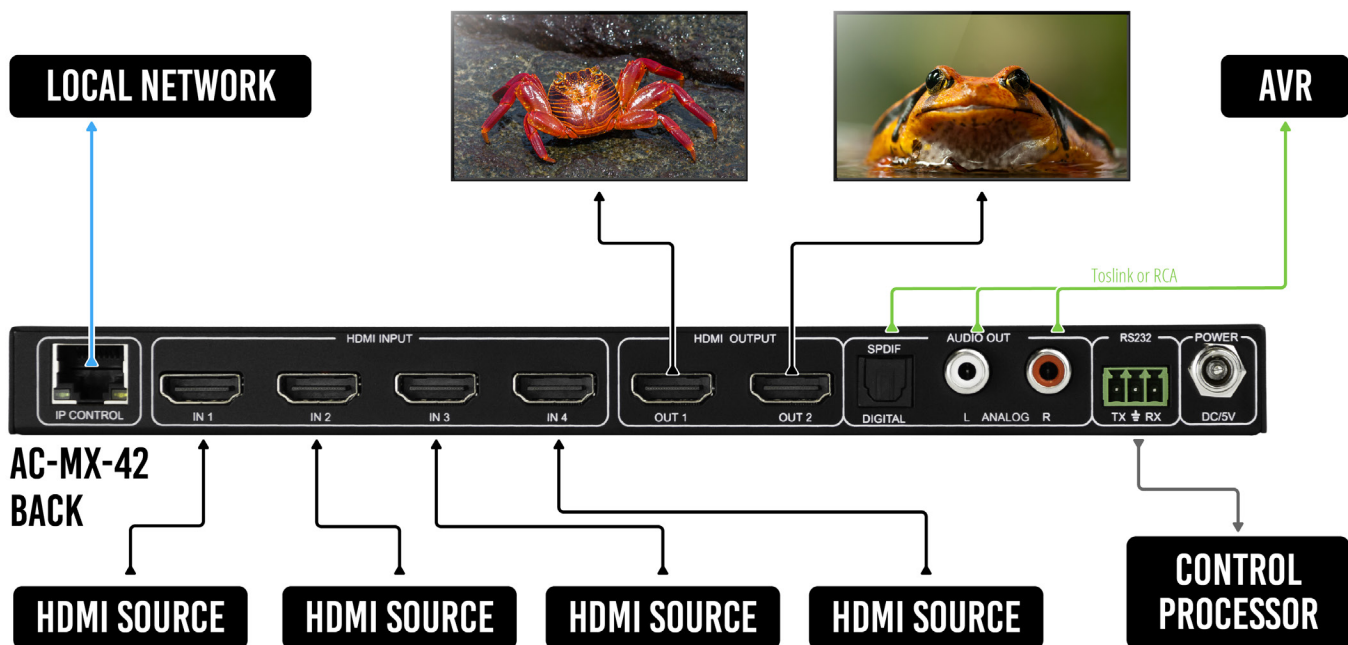 LOCAL NETWORK
AVR
Toslink or RCA
HDMI INPUT
HDMI OUTPUT
AUDIO OUT
RS232
POWER
SPDIF
IP CONTROL
IN 1
IN 2
IN 3
IN 4
OUT 1
OUT 2
DIGITAL
L ANALOG R
TX RX
DC/5V
AC-MX-42
BACK
HDMI SOURCE
HDMI SOURCE
HDMI SOURCE
HDMI SOURCE
CONTROL
PROCESSOR